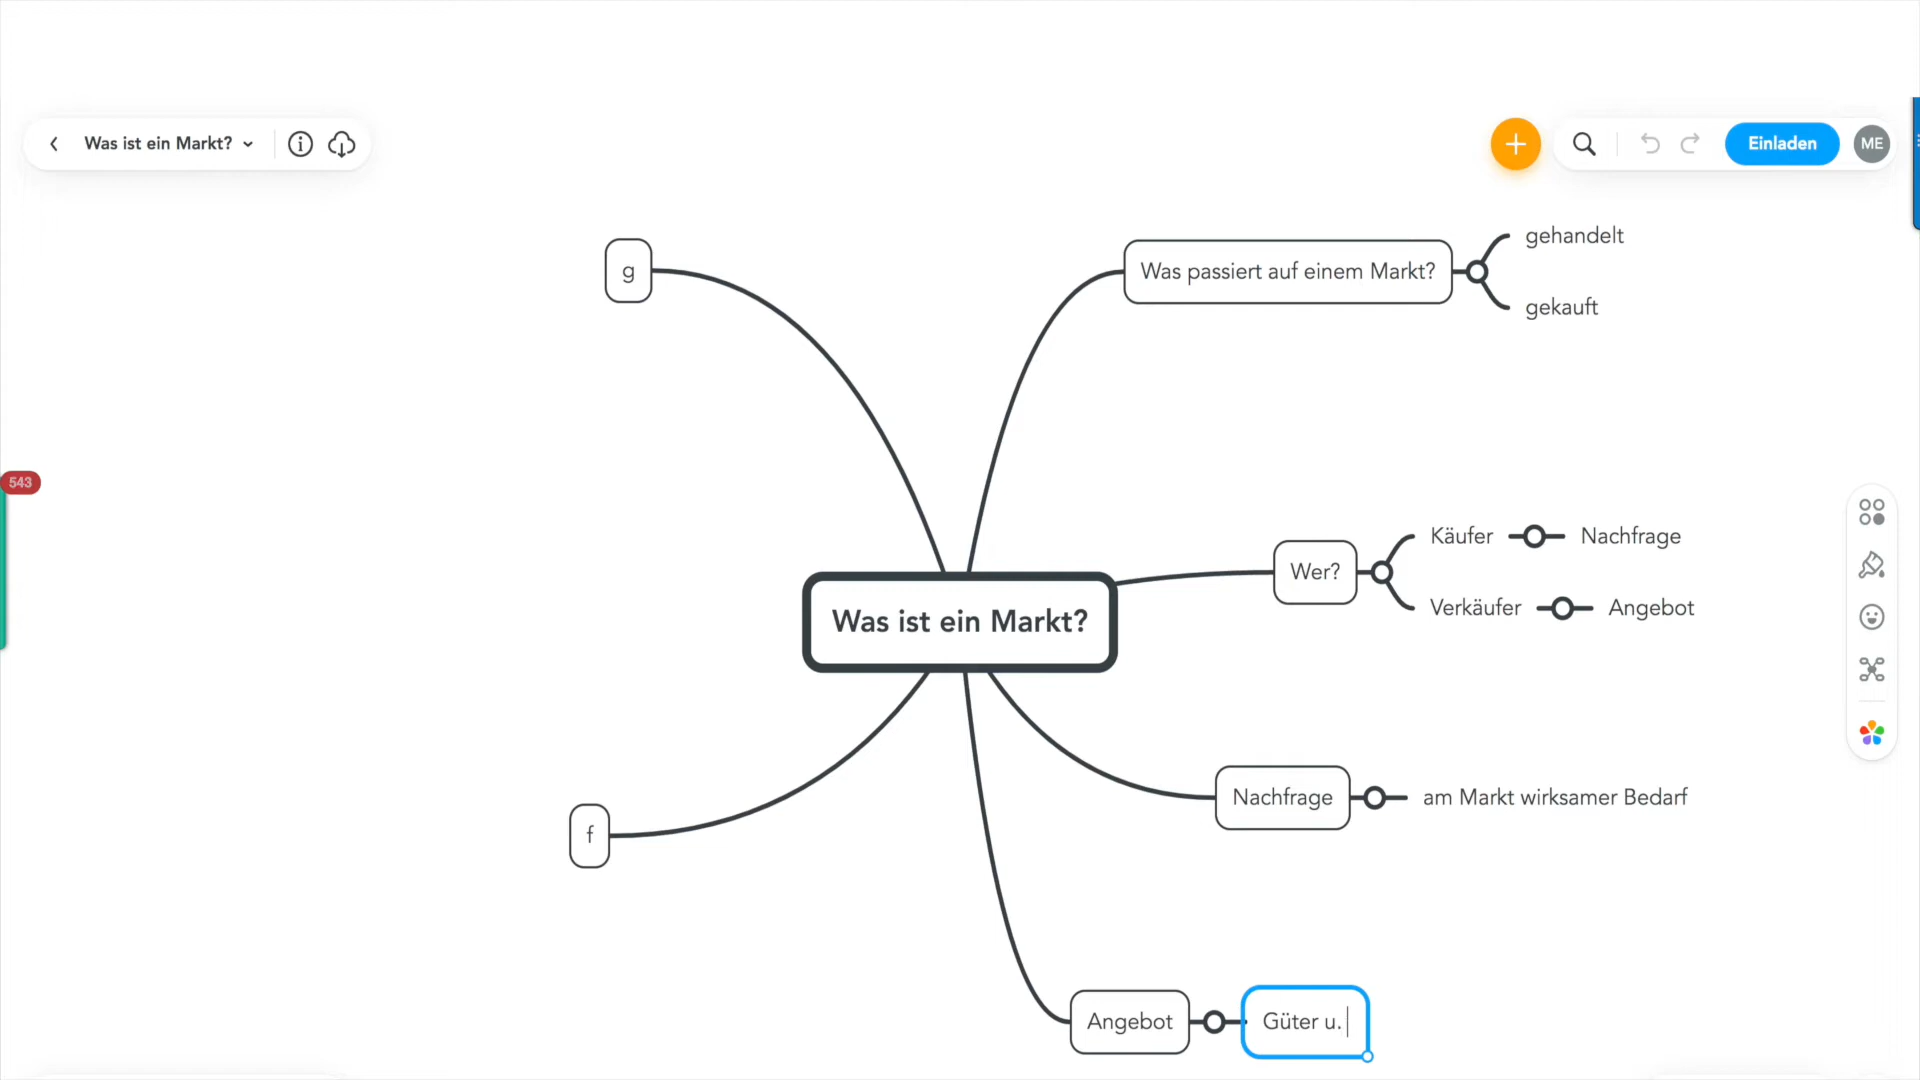 Was ist ein Markt?
Einladen
ME
g
Was passiert auf einem Markt?
gehandelt
gekauft
543
Wer?
Käufer
Nachfrage
Verkäufer
Angebot
Was ist ein Markt?
Nachfrage
am Markt wirksamer Bedarf
f
Angebot
Güter u.